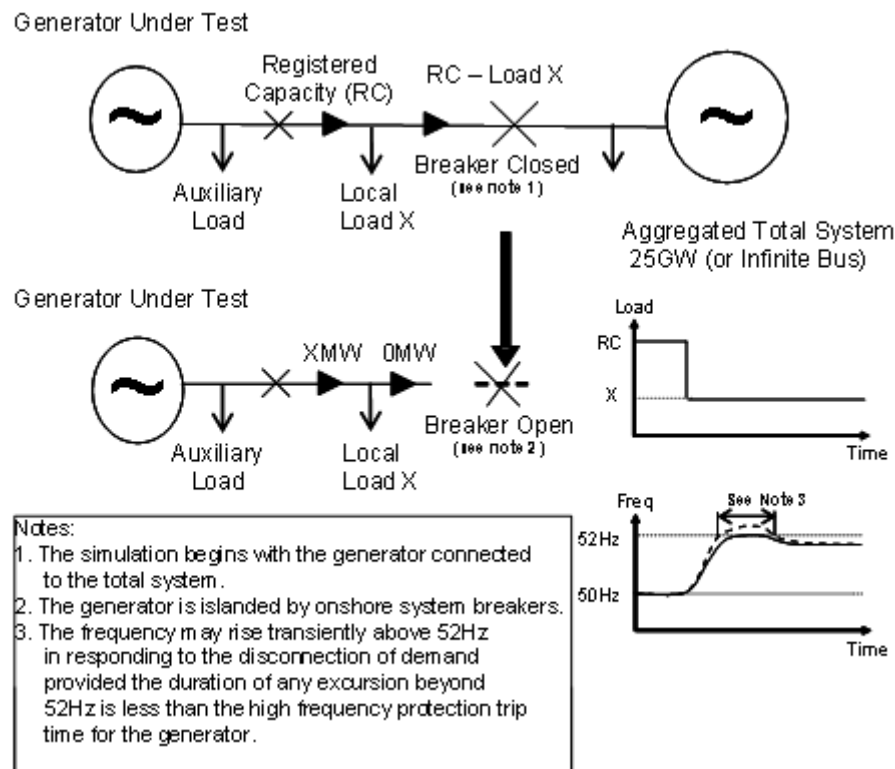 Generator Under Test
Registered
Capacity (RC)
RC – Load X
Auxiliary
Load
Local
Load X
Breaker Closed
(see note 1)
Aggregated Total System
25GW (or Infinite Bus)
Generator Under Test
XMW
0MW
Auxiliary
Load
Local
Load X
Breaker Open
(see note 2)
Load
RC
X
Time
Notes:
1. The simulation begins with the generator connected
to the total system.
2. The generator is islanded by onshore system breakers.
3. The frequency may rise transiently above 52Hz
in responding to the disconnection of demand
provided the duration of any excursion beyond
52Hz is less than the high frequency protection trip
time for the generator.
Freq
See Note 3
52Hz
50Hz
Time